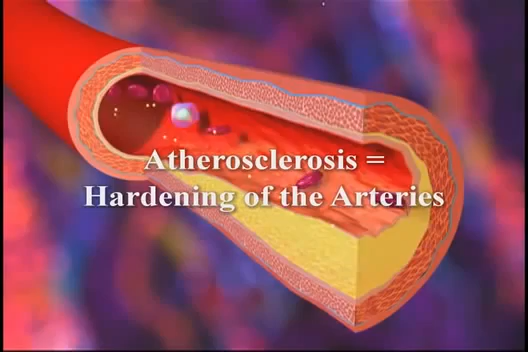 Atherosclerosis =
Hardening of the Arteries